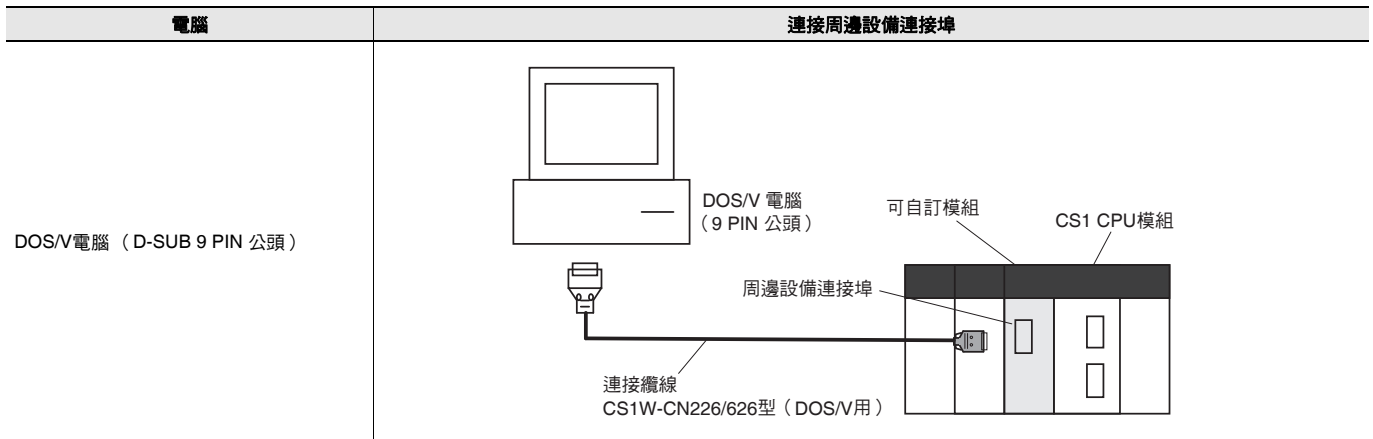 電腦
連接周邊設備連接埠
DOS/V電腦（D-SUB 9 PIN 公頭）
DOS/V 電腦
（9 PIN 公頭）
可自訂模組
CS1 CPU模組
周邊設備連接埠
連接纜線
CS1W-CN226/626型（DOS/V用）